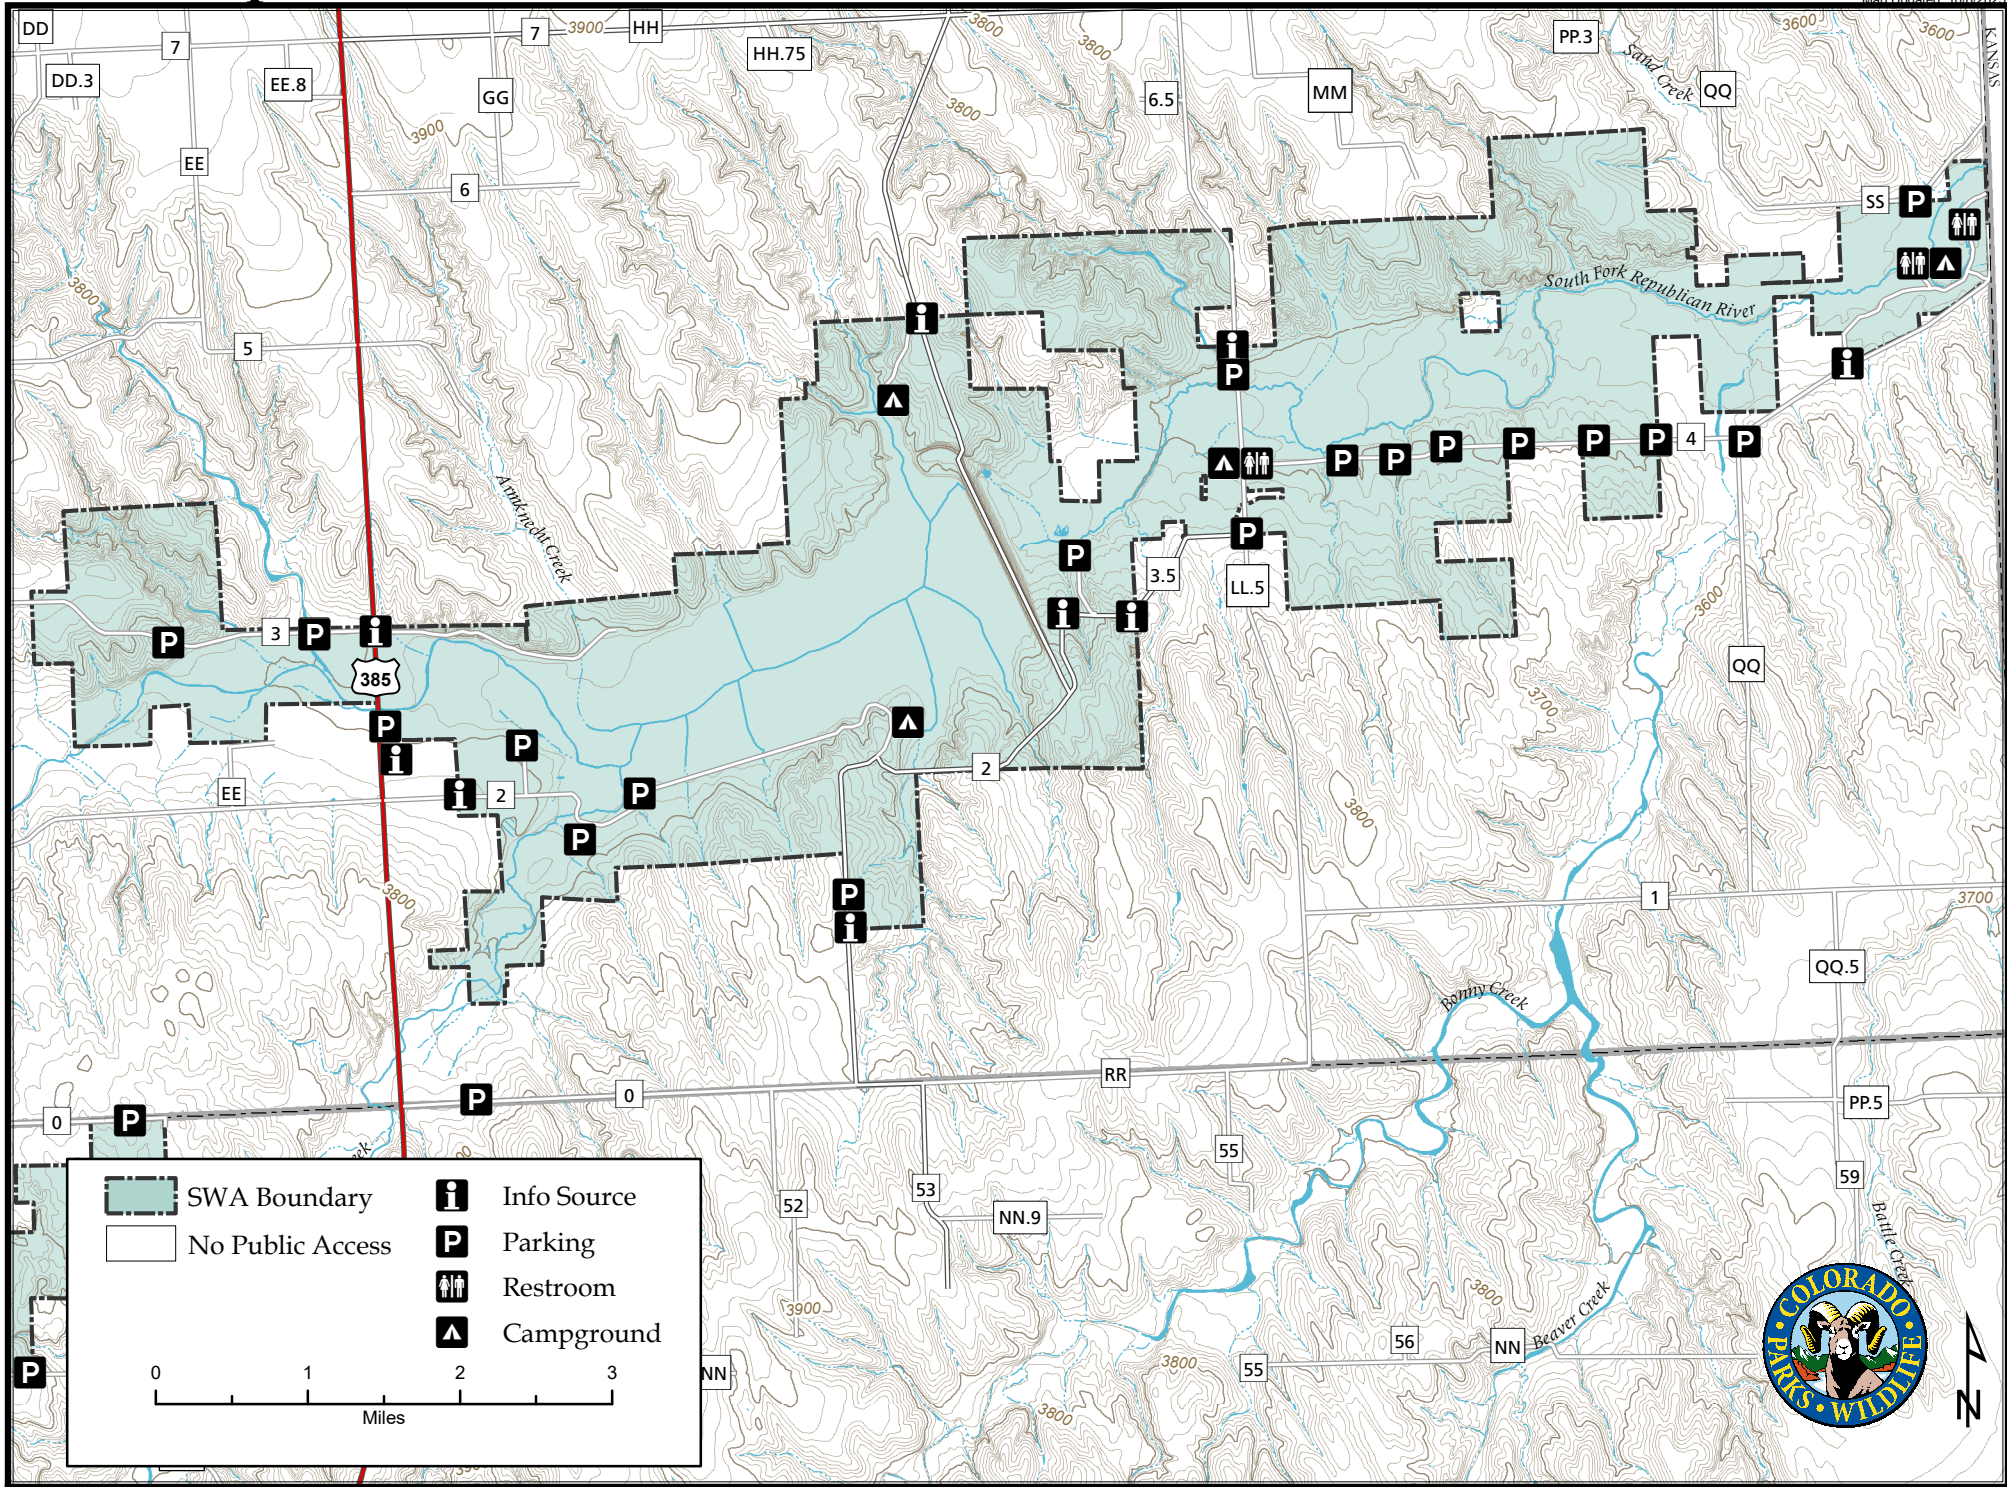 DD
7
7
3900
HH
3800
HH.75
3800
PP.3
3600
3600
KANSAS
DD.3
EE.8
GG
6.5
MM
Sand Creek
QQ
3900
3800
EE
6
SS
P
3800
South Fork Republican River
i
5
i
P
i
P
P
P
P
P
P
4
P
Armknecht Creek
P
P
3.5
LL.5
3600
i
i
P
3
P
i
385
QQ
3700
P
i
P
2
EE
i
2
P
P
3800
3800
P
i
1
3700
QQ.5
Bonny Creek
RR
P
0
PP.5
0
P
eek
55
59
52
53
NN.9
Battle Creek
3900
3800
Beaver Creek
56
NN
3800
55
NN
3800
P
SWA Boundary
No Public Access
i Info Source
P Parking
Restroom
Campground
0 1 2 3
Miles
COLORADO
PARKS • WILDLIFE
N